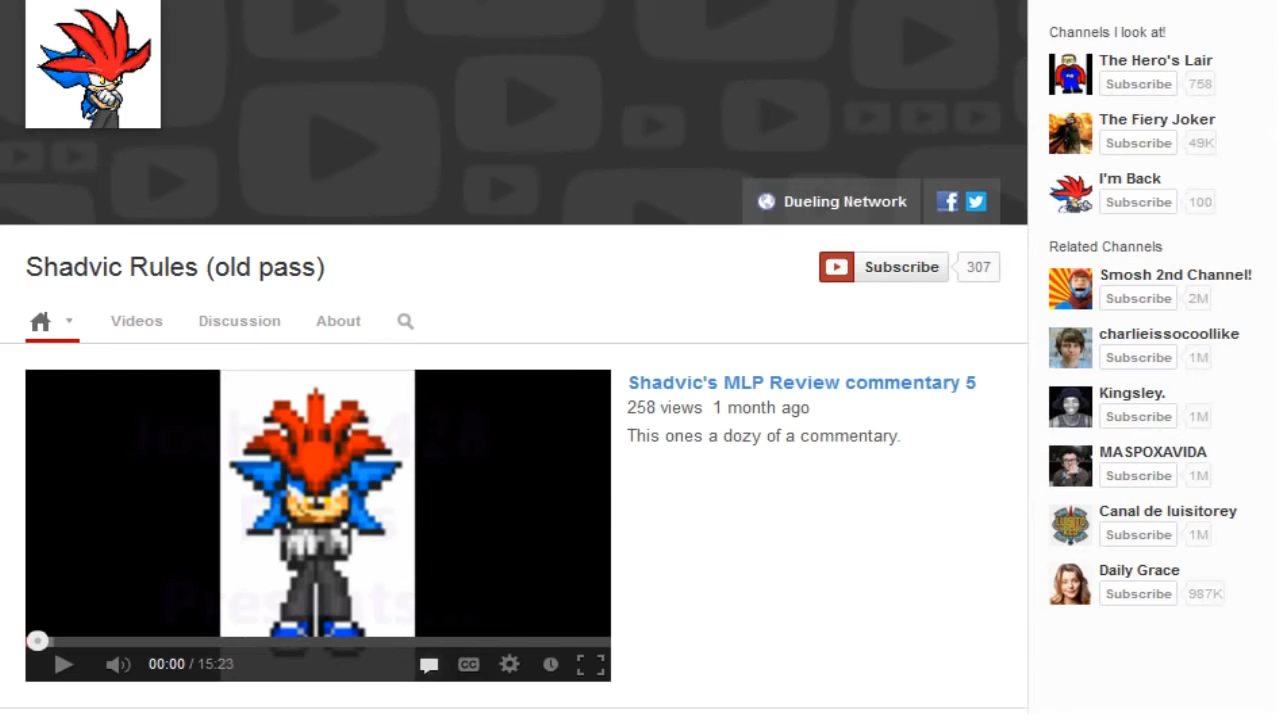 Dueling Network
Shadvic Rules (old pass)
Subscribe 307
Videos Discussion About
Shadvic's MLP Review commentary 5
258 views 1 month ago
This ones a dozy of a commentary.
Presents...
00:00 / 15:23
CC
Channels I look at!
The Hero's Lair
Subscribe 758
The Fiery Joker
Subscribe 49K
I'm Back
Subscribe 100
Related Channels
Smosh 2nd Channel!
Subscribe 2M
charlieissocoollike
Subscribe 1M
Kingsley.
Subscribe 1M
MASPOXAVIDA
Subscribe 1M
Canal de luisitorey
Subscribe 1M
Daily Grace
Subscribe 987K